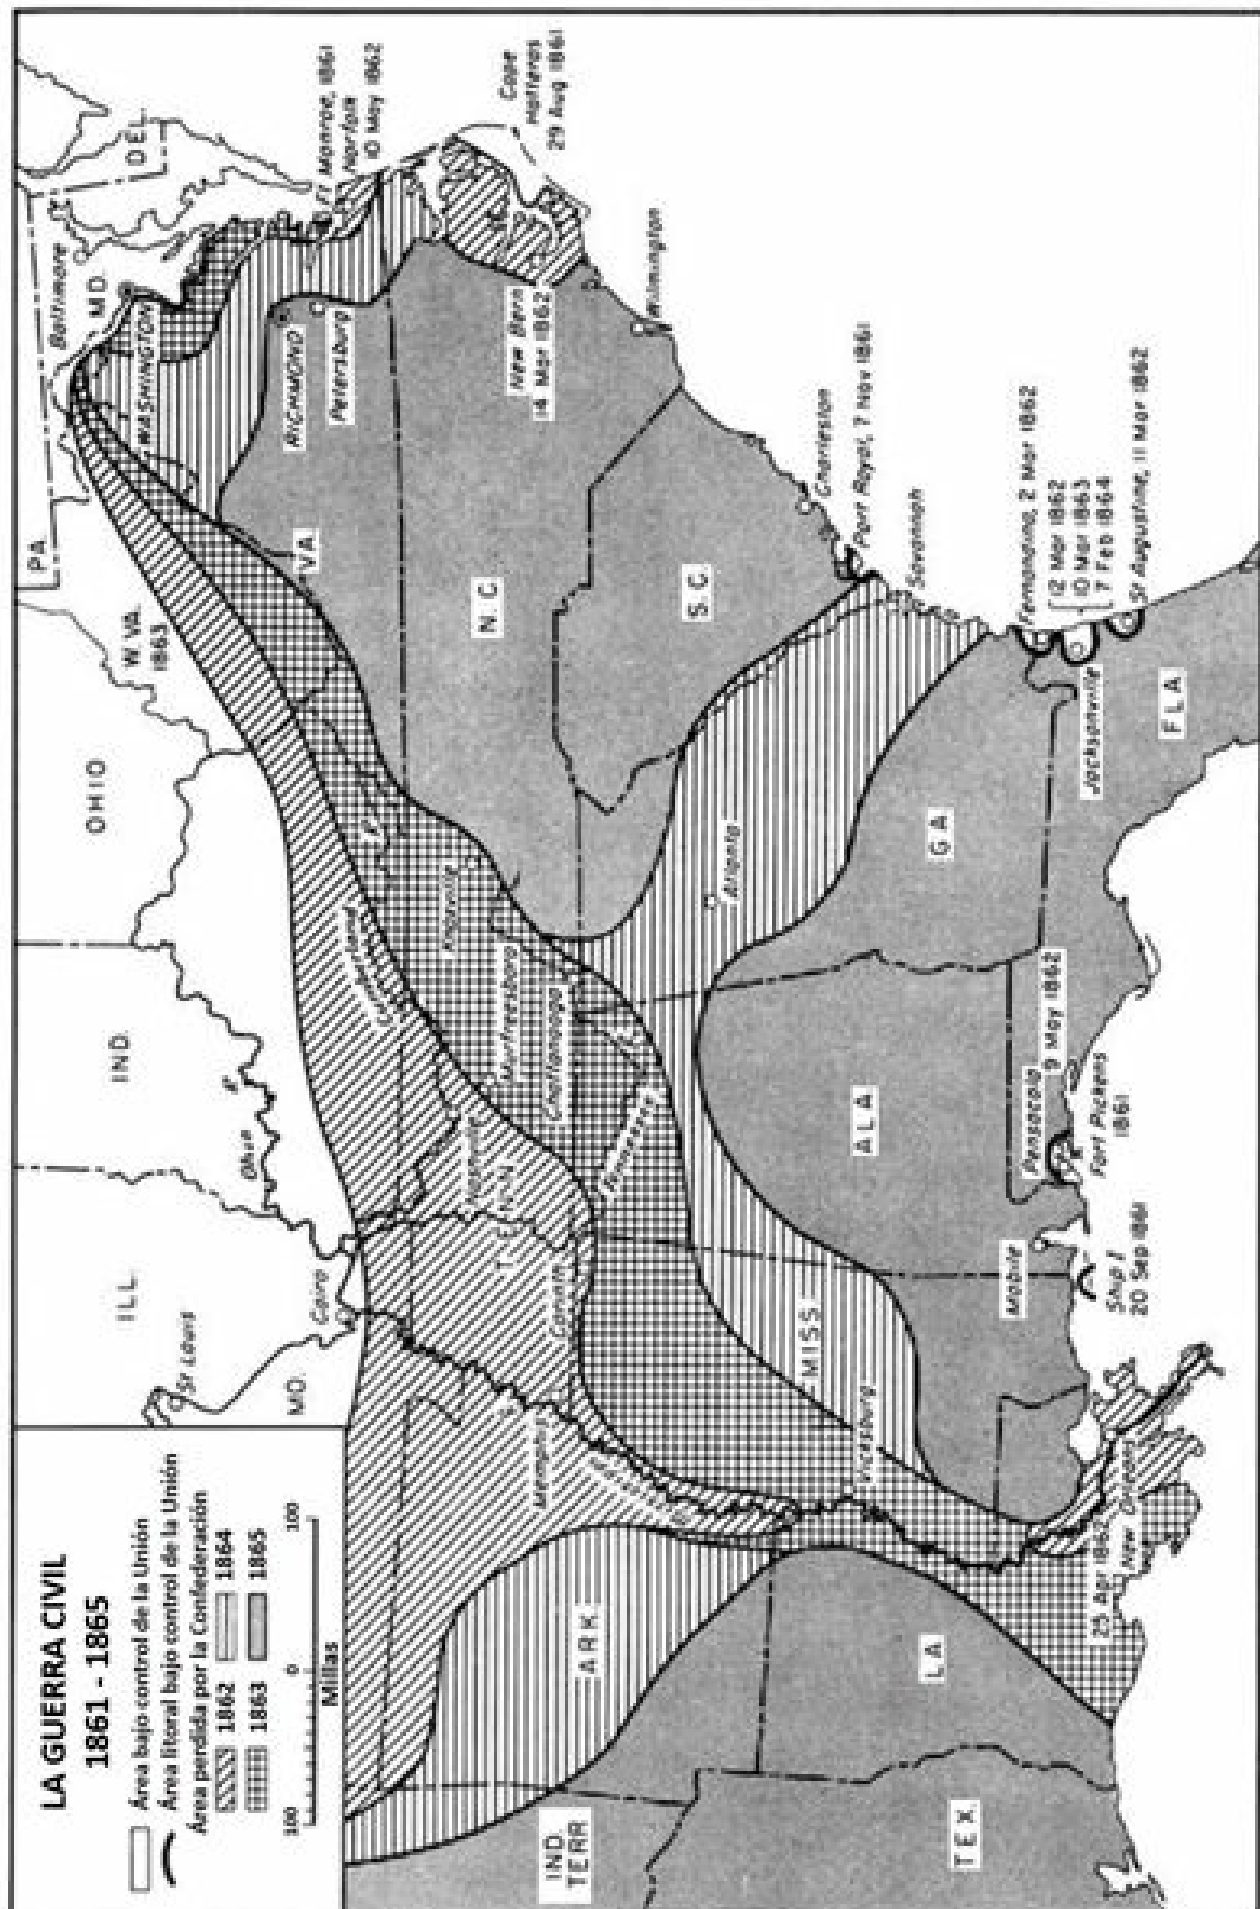 LA GUERRA CIVIL
1861 - 1865
Área bajo control de la Unión
Área litoral bajo control de la Unión
Área perdida por la Confederación
1862
1864
1863
1865
100
0
100
Millas
ILL.
IND.
OHIO
PA.
W. VA.
1863
MD.
DEL.
Baltimore
WASHINGTON
St Louis
MO.
Cairo
Ohio
R
Cumberland
R
VA.
RICHMOND
Petersburg
Ft Monroe, 1861
Norfolk
10 May 1862
Cape
Hatteras
29 Aug 1861
New Bern
14 Mar 1862
Wilmington
N.C.
Knoxville
Nashville
TENN
Murfreesboro
Chattanooga
Tennessee
Memphis
Corinth
S.C.
Charleston
Port Royal, 7 Nov 1861
Savannah
Atlanta
GA
ALA
MISS
Vicksburg
ARK
IND.
TERR
LA
TEX.
Fernandina, 2 Mar 1862
12 Mar 1862
10 Mar 1863
7 Feb 1864
Jacksonville
St Augustine, 11 Mar 1862
FLA
Pensacola
9 May 1862
Fort Pickens
1861
Mobile
Ship I
20 Sep 1861
25 Apr 1862
New Orleans